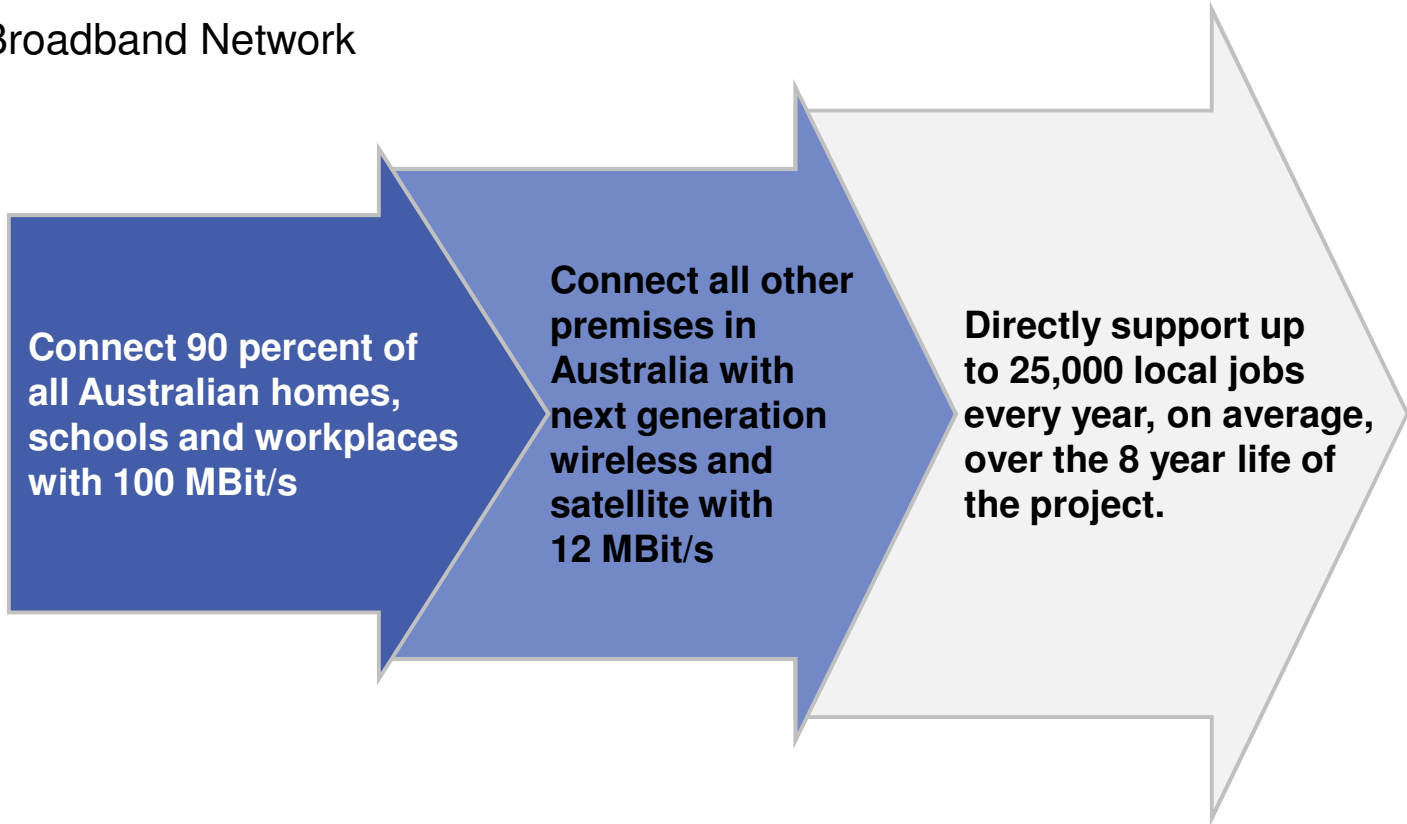 Broadband Network
Connect 90 percent of
all Australian homes,
schools and workplaces
with 100 MBit/s
Connect all other
premises in
Australia with
next generation
wireless and
satellite with
12 MBit/s
Directly support up
to 25,000 local jobs
every year, on average,
over the 8 year life of
the project.